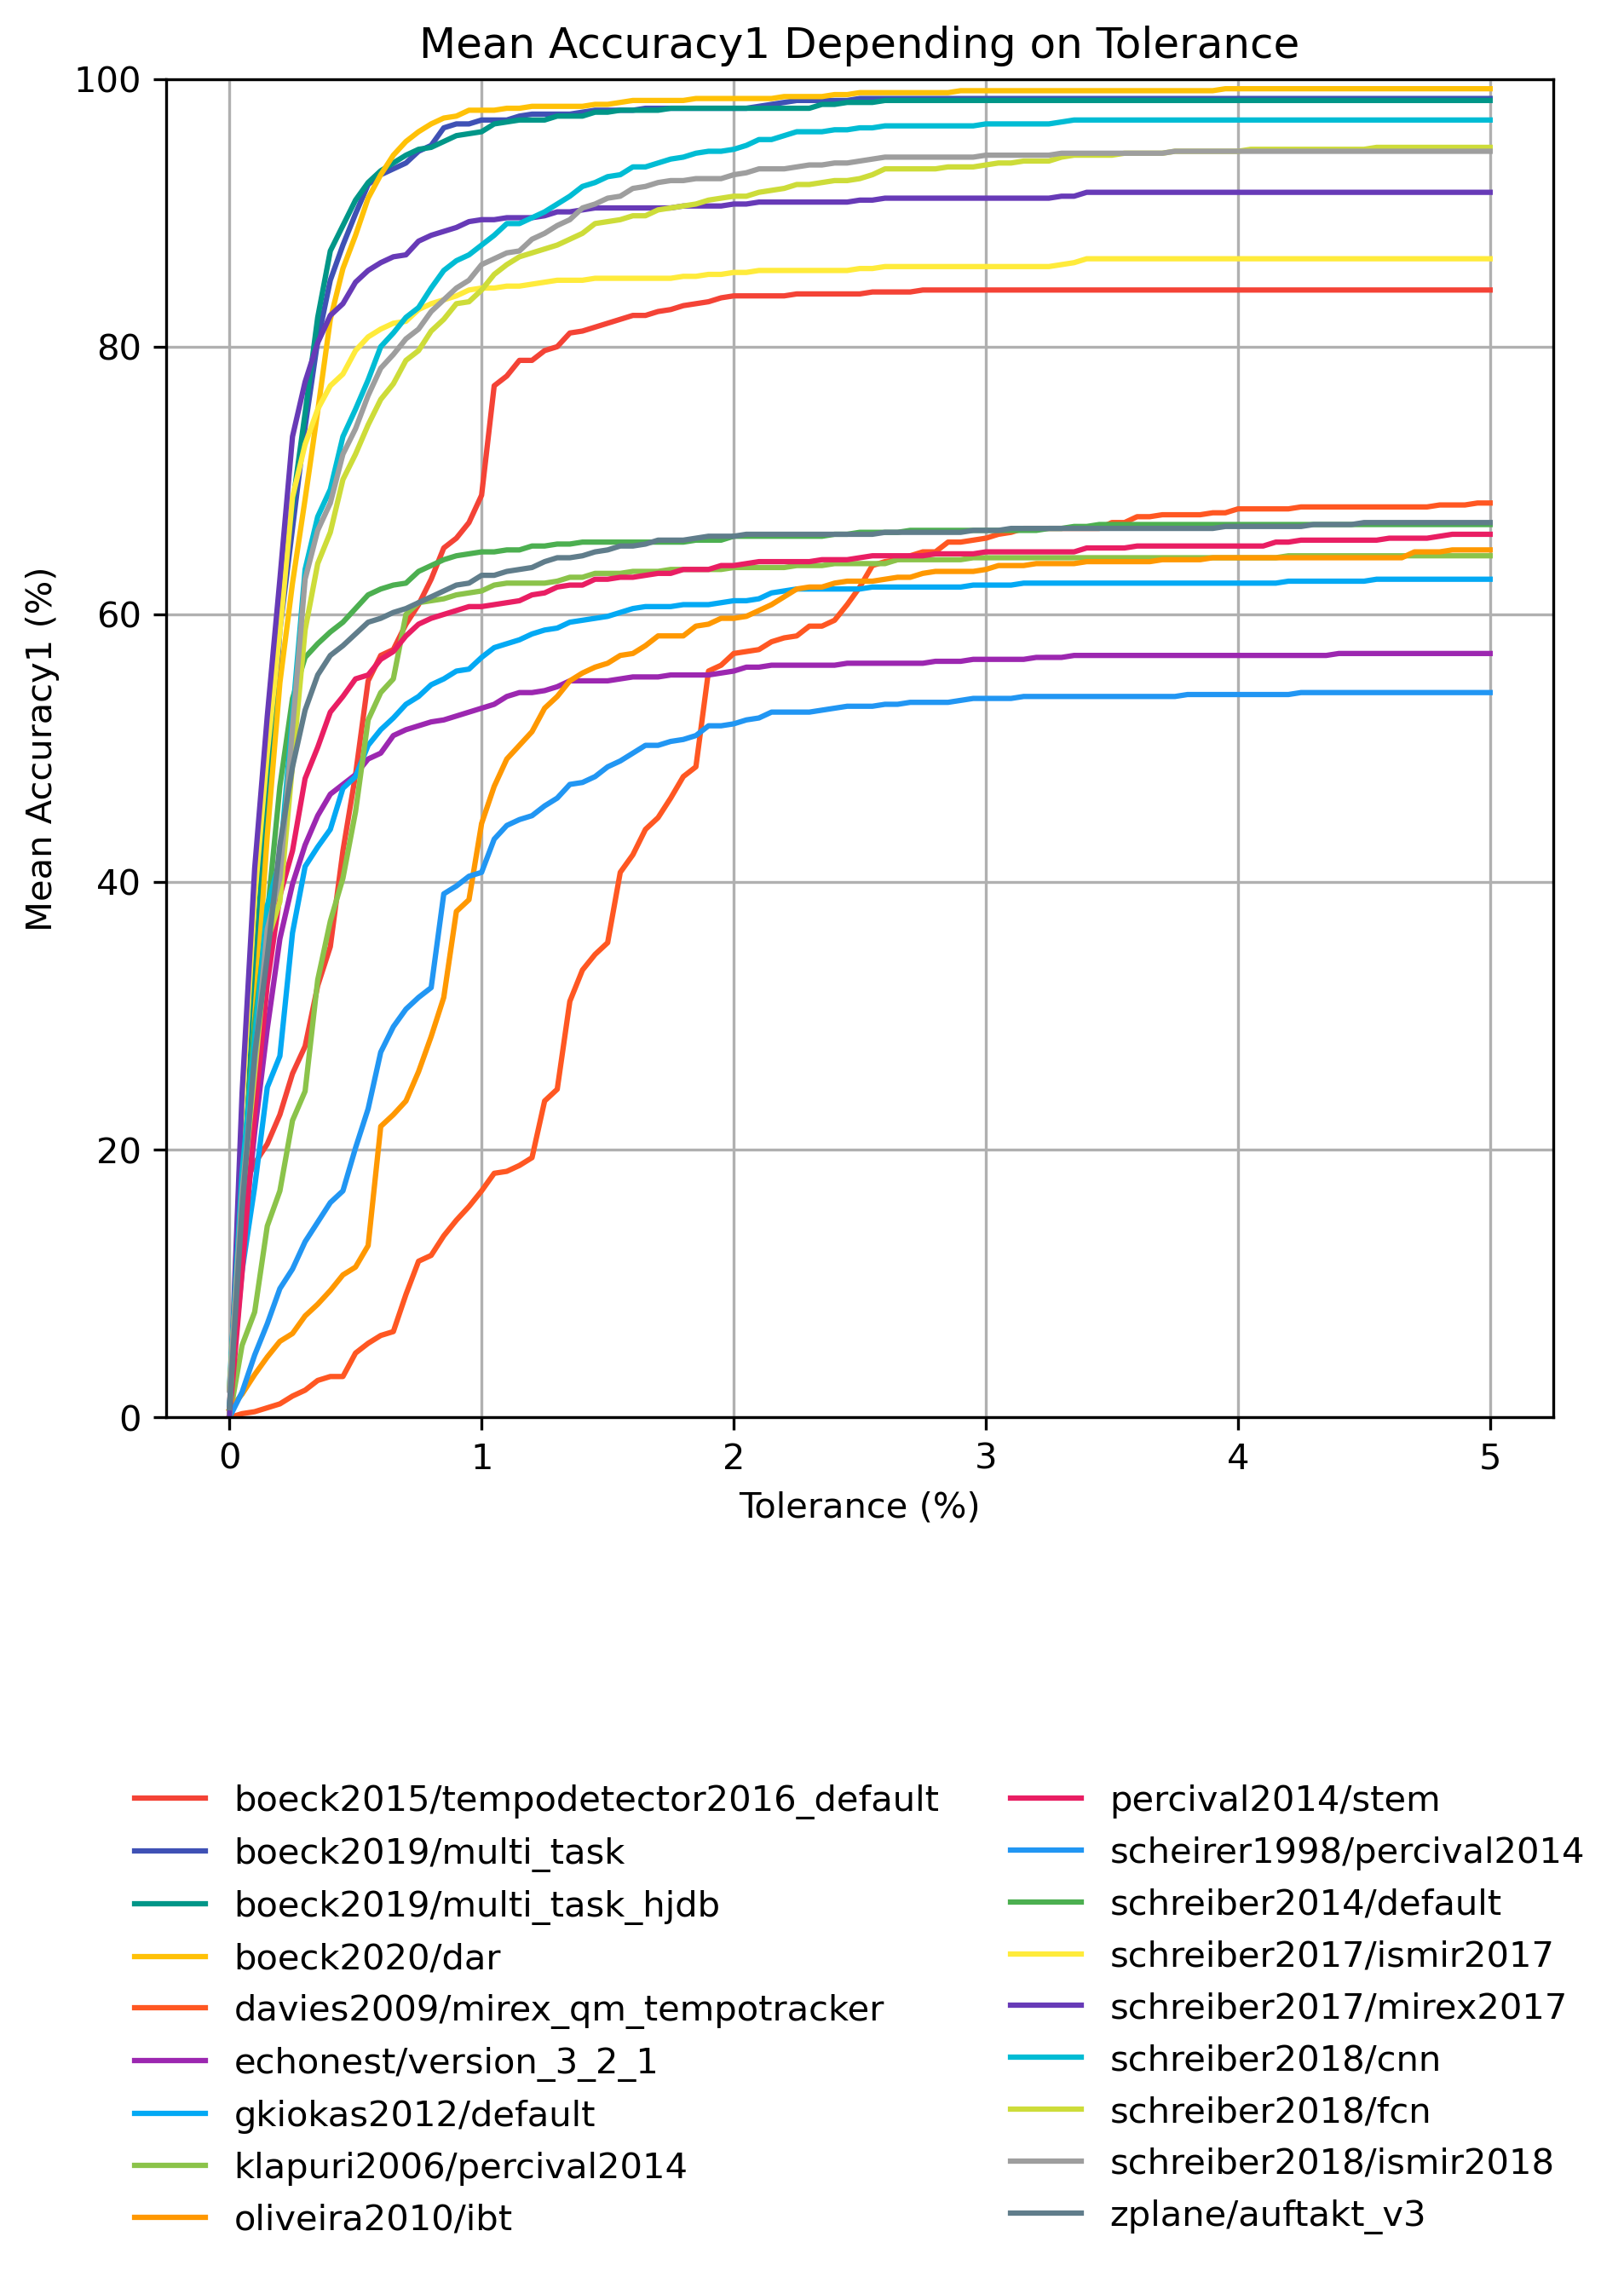 Mean Accuracy1 Depending on Tolerance
100
80
60
40
20
0
Mean Accuracy1 (%)
0 1 2 3 4 5
Tolerance (%)
boeck2015/tempodetector2016_default
boeck2019/multi_task
boeck2019/multi_task_hjdb
boeck2020/dar
davies2009/mirex_qm_tempotracker
echonest/version_3_2_1
gkiokas2012/default
klapuri2006/percival2014
oliveira2010/ibt
percival2014/stem
scheirer1998/percival2014
schreiber2014/default
schreiber2017/ismir2017
schreiber2017/mirex2017
schreiber2018/cnn
schreiber2018/fcn
schreiber2018/ismir2018
zplane/auftakt_v3